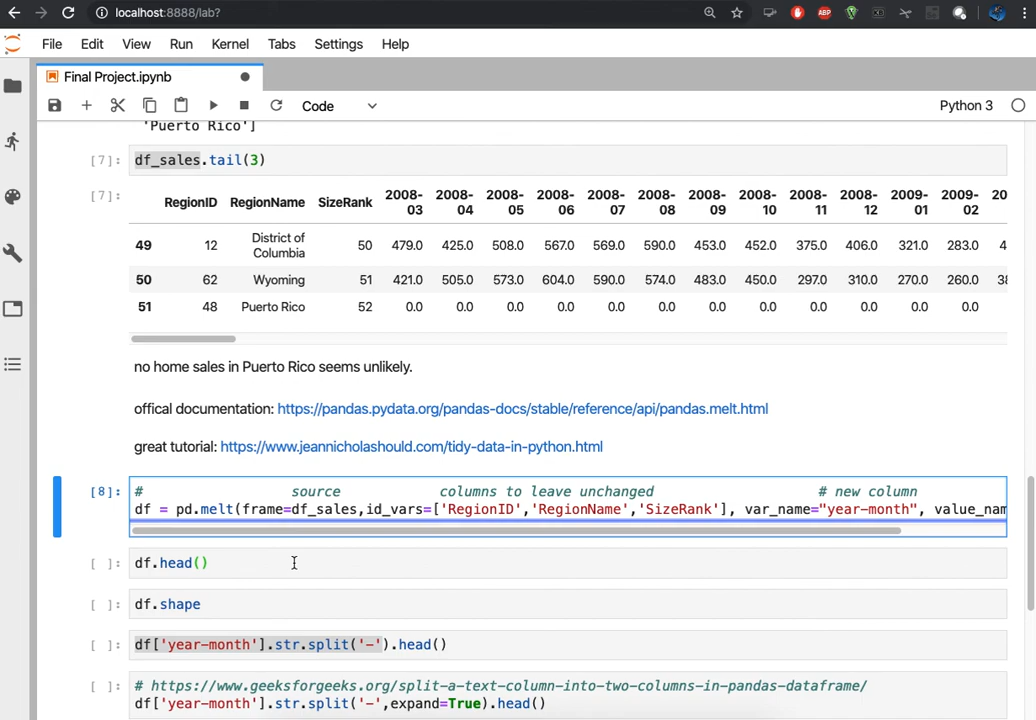 localhost:8888/lab?
ABP
File Edit View Run Kernel Tabs Settings Help
Final Project.ipynb
Code
Python 3
'Puerto Rico']
[7]: df_sales.tail(3)
[7]: RegionID RegionName SizeRank 2008-03 2008-04 2008-05 2008-06 2008-07 2008-08 2008-09 2008-10 2008-11 2008-12 2009-01 2009-02 20
49 12 District of Columbia 50 479.0 425.0 508.0 567.0 569.0 590.0 453.0 452.0 375.0 406.0 321.0 283.0 4
50 62 Wyoming 51 421.0 505.0 573.0 604.0 590.0 574.0 483.0 450.0 297.0 310.0 270.0 260.0 38
51 48 Puerto Rico 52 0.0 0.0 0.0 0.0 0.0 0.0 0.0 0.0 0.0 0.0 0.0 0.0
no home sales in Puerto Rico seems unlikely.
offical documentation: https://pandas.pydata.org/pandas-docs/stable/reference/api/pandas.melt.html
great tutorial: https://www.jeannicholashould.com/tidy-data-in-python.html
[8]: # source columns to leave unchanged # new column
df = pd.melt(frame=df_sales,id_vars=['RegionID','RegionName','SizeRank'], var_name="year-month", value_nam
[ ]: df.head()
[ ]: df.shape
[ ]: df['year-month'].str.split('-').head()
[ ]: # https://www.geeksforgeeks.org/split-a-text-column-into-two-columns-in-pandas-dataframe/
df['year-month'].str.split('-',expand=True).head()